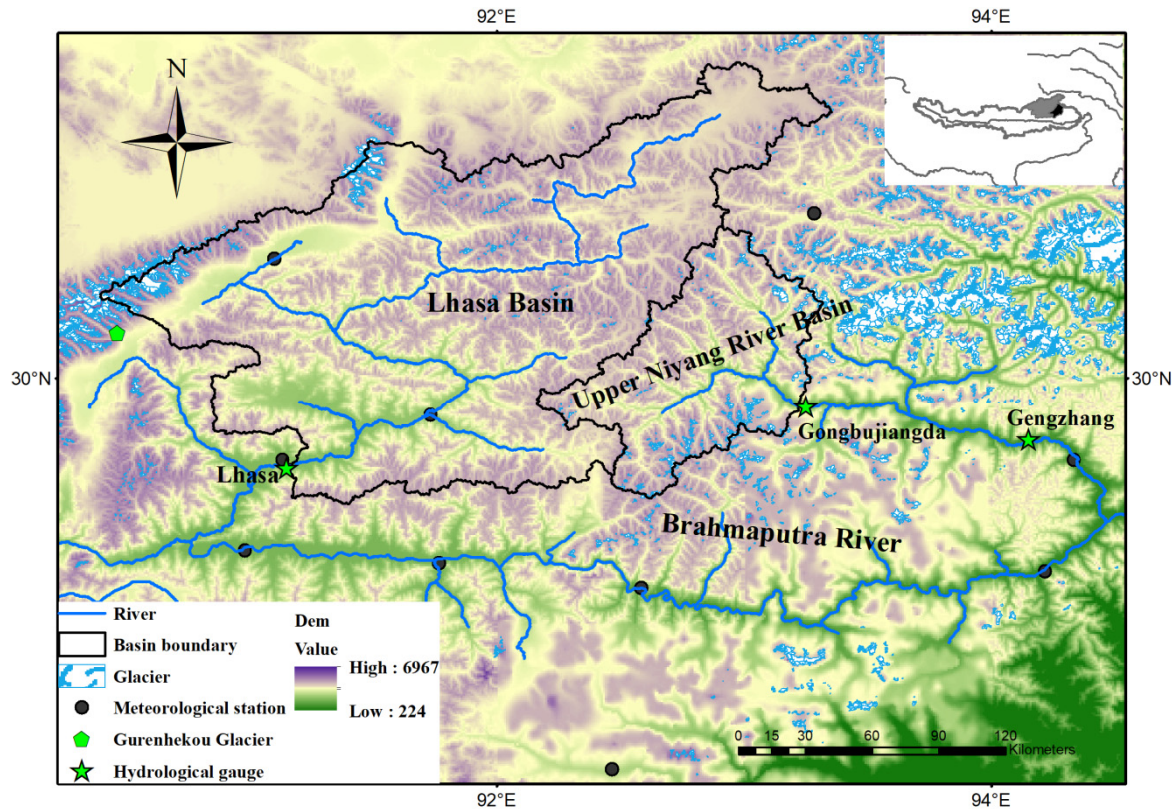 92°E
94°E
N
Lhasa Basin
Upper Niyang River Basin
30°N
30°N
Gongbujiangda
Gengzhang
Lhasa
Brahmaputra River
River
Basin boundary
Glacier
Meteorological station
Gurenhekou Glacier
Hydrological gauge
Dem
Value
High : 6967
Low : 224
0 15 30 60 90 120
Kilometers
92°E
94°E